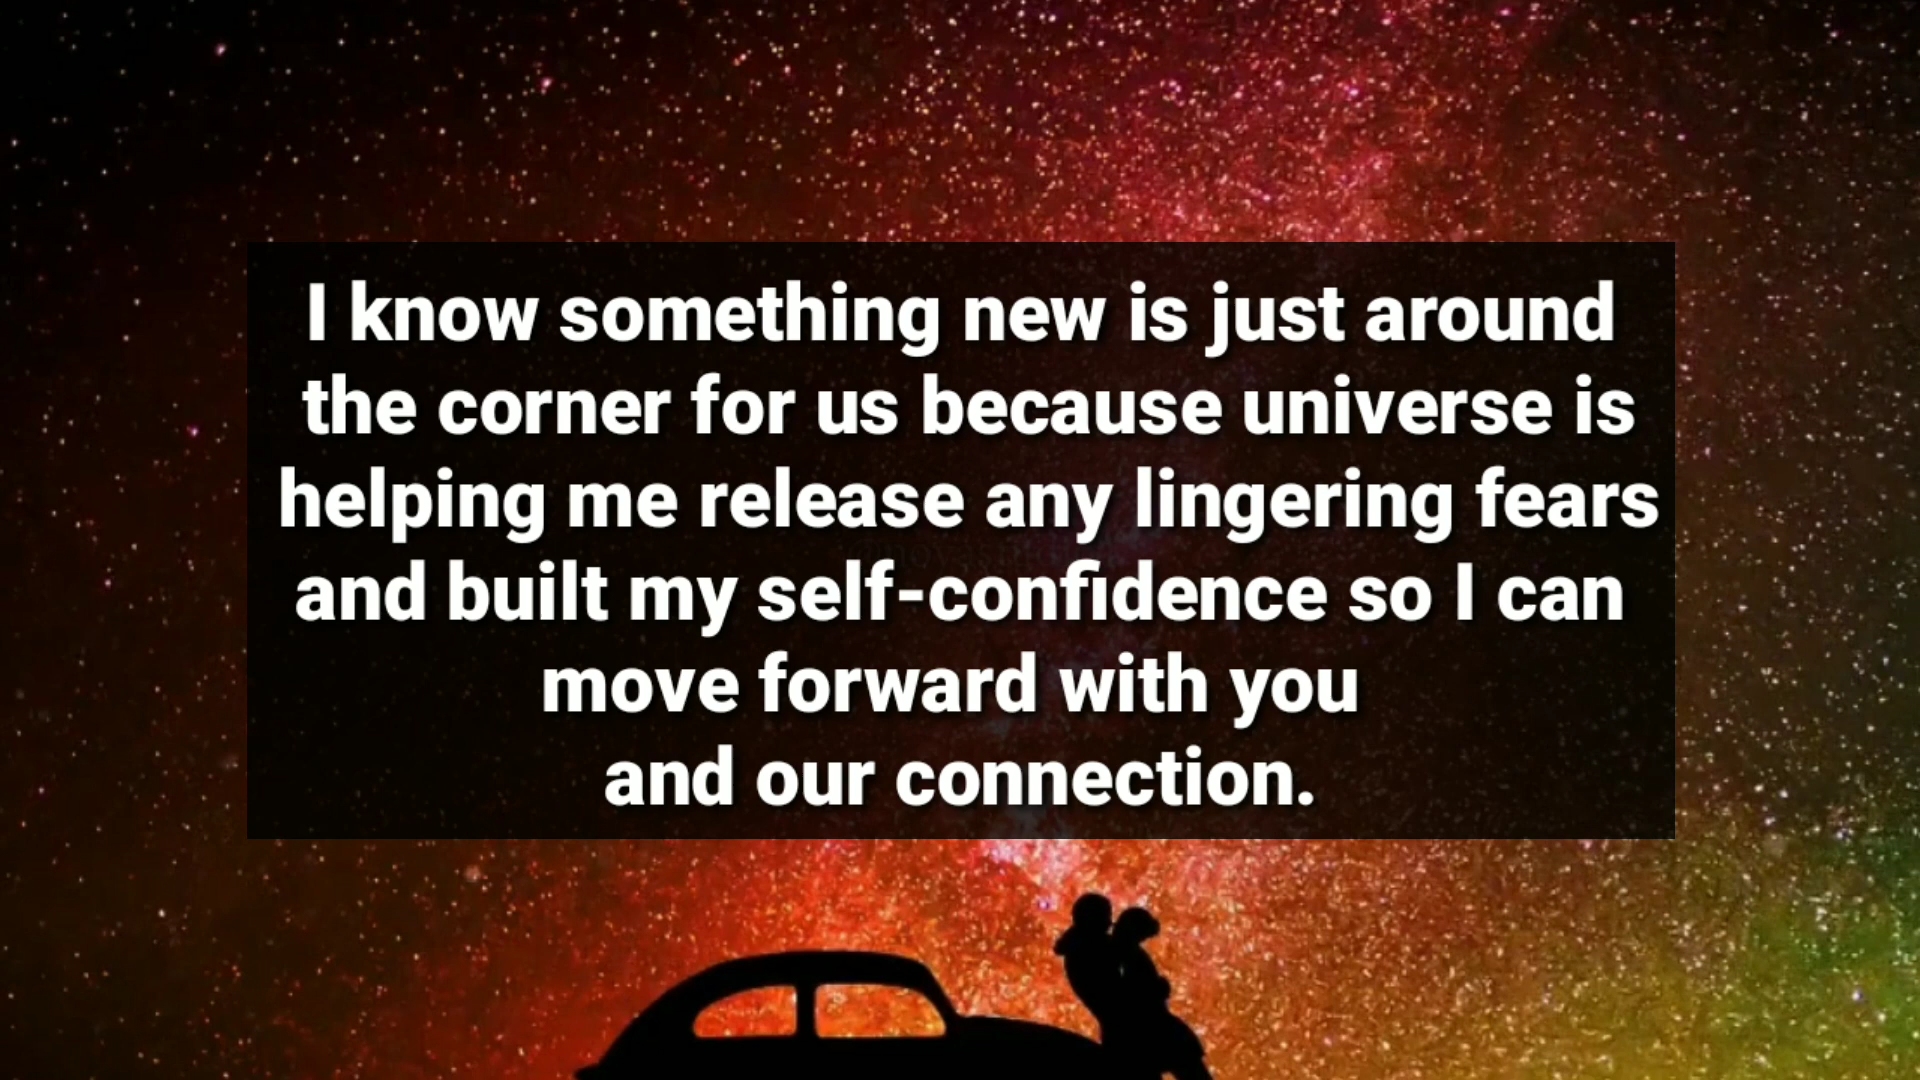 I know something new is just around
the corner for us because universe is
helping me release any lingering fears
and built my self-confidence so I can
move forward with you
and our connection.